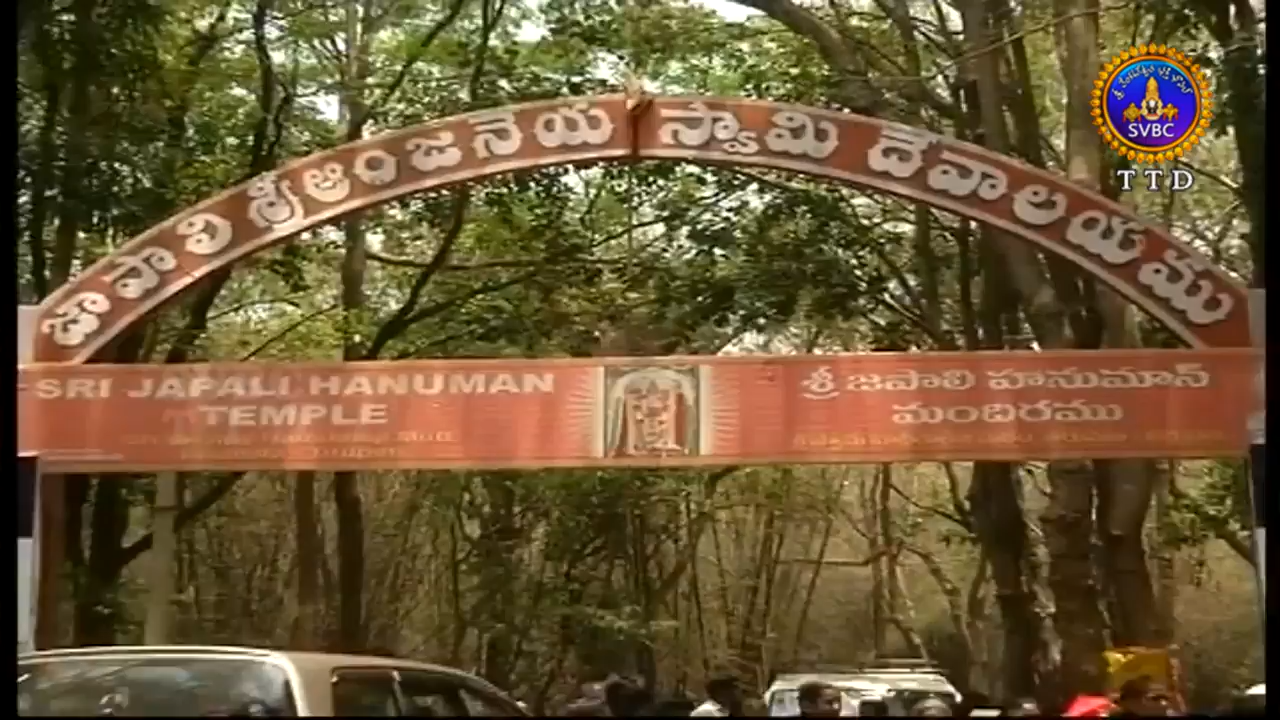 జాపాలి శ్రీఆంజనేయ స్వామి దేవాలయము
SRI JAPALI HANUMAN
TEMPLE
శ్రీ జపాలి హనుమాన్
మందిరము
SVBC
TTD